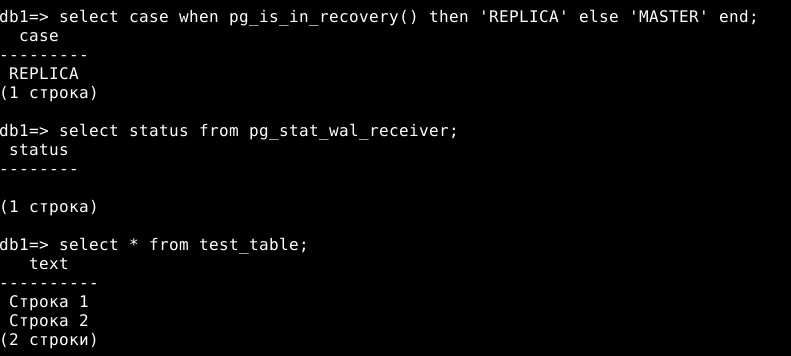 db1=> select case when pg_is_in_recovery() then 'REPLICA' else 'MASTER' end;
case
---------
REPLICA
(1 строка)
db1=> select status from pg_stat_wal_receiver;
status
--------
(1 строка)
db1=> select * from test_table;
text
----------
Строка 1
Строка 2
(2 строки)